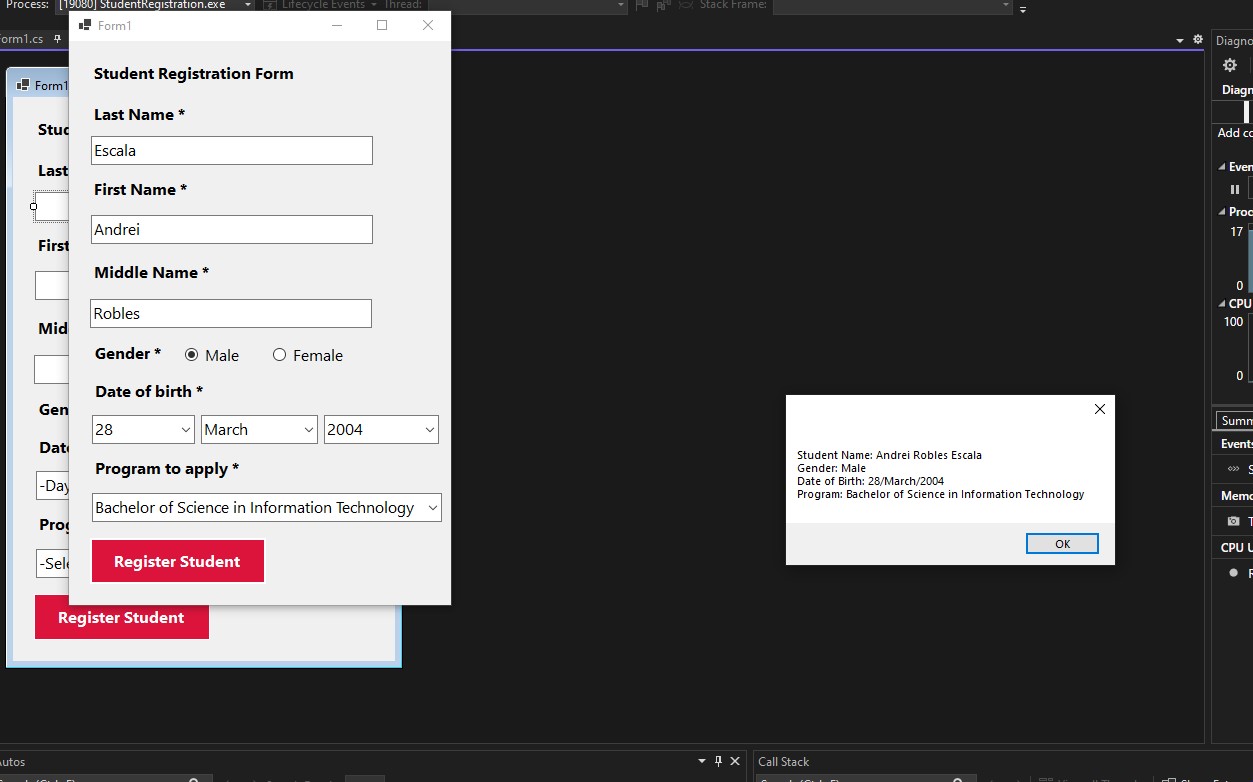 Process: [19080] StudentRegistration.exe Lifecycle Events Thread: Stack Frame:
Form1.cs
Form1
Student Registration Form
Last Name *
Escala
First Name *
Andrei
Middle Name *
Robles
Gender * Male Female
Date of birth *
28 March 2004
Program to apply *
Bachelor of Science in Information Technology
Register Student
Form1
Stud
Last
First
Mid
Gen
Date
-Day
Prog
-Sele
Register Student
Student Name: Andrei Robles Escala
Gender: Male
Date of Birth: 28/March/2004
Program: Bachelor of Science in Information Technology
OK
Diagno
Diagn
Add co
Even
Proc
17
0
CPU
100
0
Summ
Events
Memo
CPU U
Autos
Call Stack